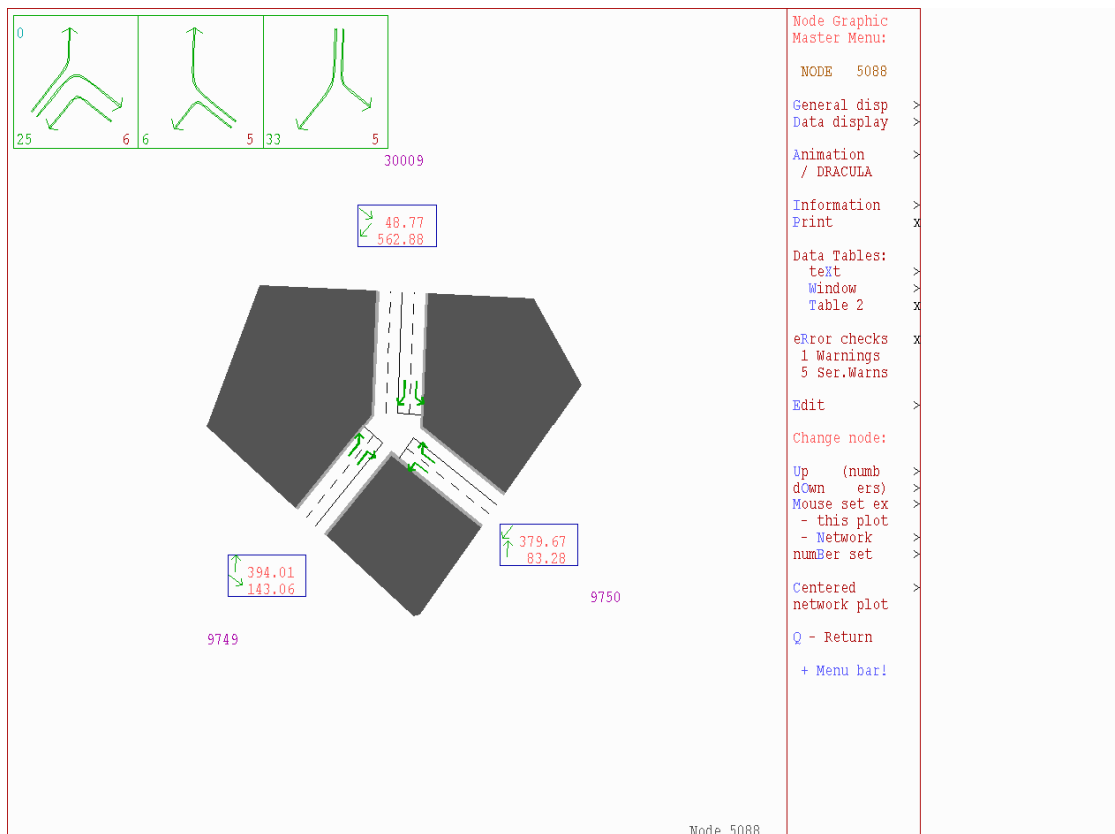 0
25 6 6 5 33 5
30009
48.77
562.88
379.67
83.28
394.01
143.06
9750
9749
Node 5088
Node Graphic
Master Menu:
NODE 5088
General disp >
Data display >
Animation >
/ DRACULA
Information >
Print x
Data Tables:
teXt >
Window >
Table 2 x
eRror checks x
1 Warnings
5 Ser.Warns
Edit >
Change node:
Up (numb >
dOwn ers) >
Mouse set ex >
- this plot
- Network >
numBer set >
Centered >
network plot
Q - Return
+ Menu bar!